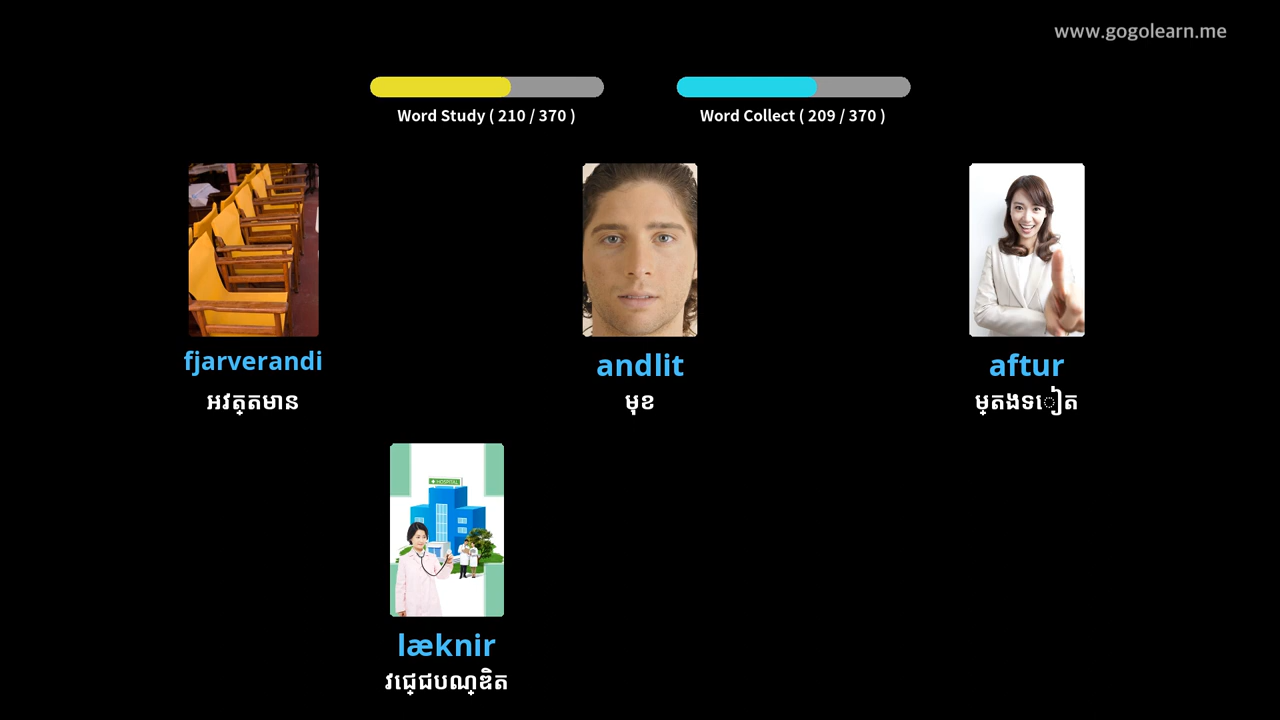 www.gogolearn.me
Word Study ( 210 / 370 )
Word Collect ( 209 / 370 )
fjarverandi
andlit
aftur
អវត្តមាន
មុខ
ម្តងទៀត
HOSPITAL
læknir
វេជ្ជបណ្ឌិត